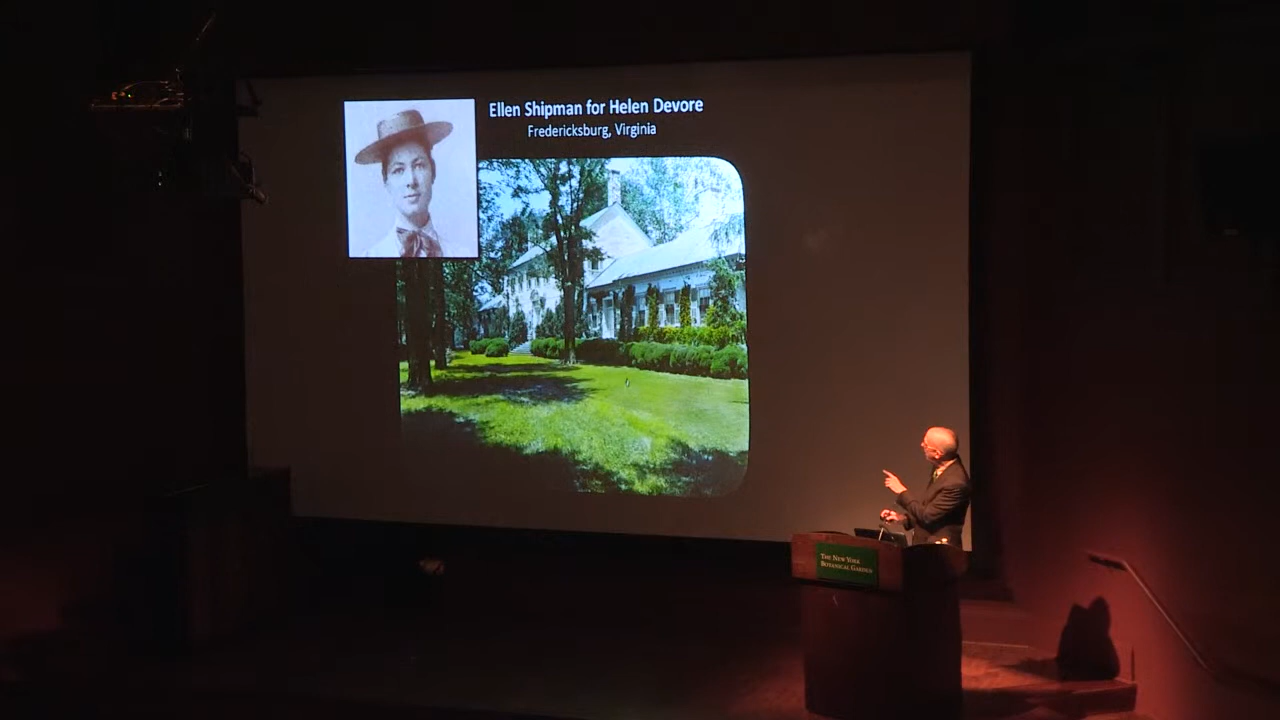 Ellen Shipman for Helen Devore
Fredericksburg, Virginia
The New York
Botanical Garden